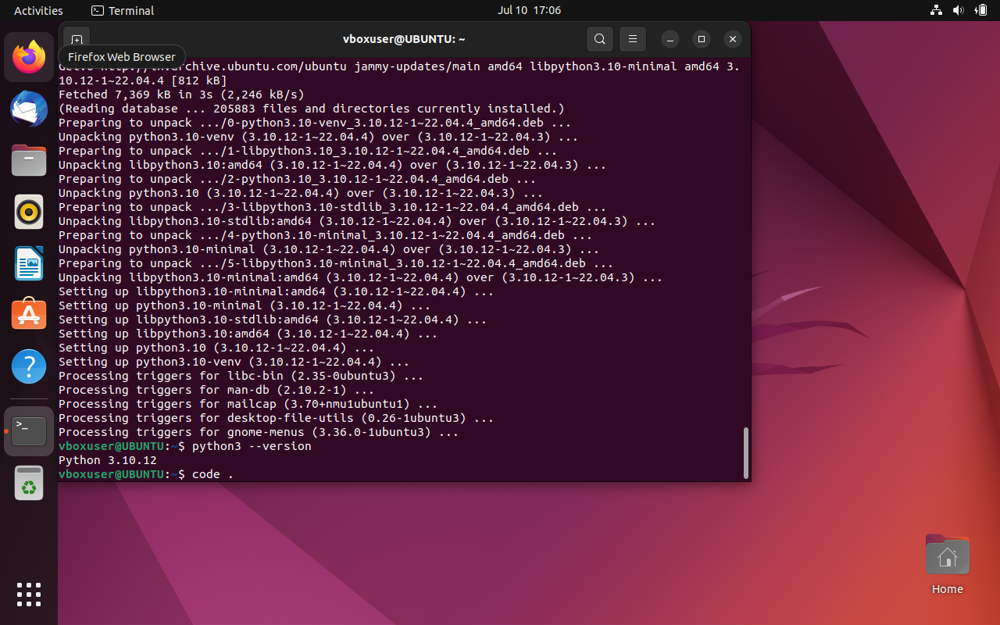 Activities
Terminal
Jul 10 17:06
vboxuser@UBUNTU: ~
Firefox Web Browser
archive.ubuntu.com/ubuntu jammy-updates/main amd64 libpython3.10-minimal amd64 3.
10.12-1~22.04.4 [812 kB]
Fetched 7,369 kB in 3s (2,246 kB/s)
(Reading database ... 205883 files and directories currently installed.)
Preparing to unpack .../0-python3.10-venv_3.10.12-1~22.04.4_amd64.deb ...
Unpacking python3.10-venv (3.10.12-1~22.04.4) over (3.10.12-1~22.04.3) ...
Preparing to unpack .../1-libpython3.10_3.10.12-1~22.04.4_amd64.deb ...
Unpacking libpython3.10:amd64 (3.10.12-1~22.04.4) over (3.10.12-1~22.04.3) ...
Preparing to unpack .../2-python3.10_3.10.12-1~22.04.4_amd64.deb ...
Unpacking python3.10 (3.10.12-1~22.04.4) over (3.10.12-1~22.04.3) ...
Preparing to unpack .../3-libpython3.10-stdlib_3.10.12-1~22.04.4_amd64.deb ...
Unpacking libpython3.10-stdlib:amd64 (3.10.12-1~22.04.4) over (3.10.12-1~22.04.3) ...
Preparing to unpack .../4-python3.10-minimal_3.10.12-1~22.04.4_amd64.deb ...
Unpacking python3.10-minimal (3.10.12-1~22.04.4) over (3.10.12-1~22.04.3) ...
Preparing to unpack .../5-libpython3.10-minimal_3.10.12-1~22.04.4_amd64.deb ...
Unpacking libpython3.10-minimal:amd64 (3.10.12-1~22.04.4) over (3.10.12-1~22.04.3) ...
Setting up libpython3.10-minimal:amd64 (3.10.12-1~22.04.4) ...
Setting up python3.10-minimal (3.10.12-1~22.04.4) ...
Setting up libpython3.10-stdlib:amd64 (3.10.12-1~22.04.4) ...
Setting up libpython3.10:amd64 (3.10.12-1~22.04.4) ...
Setting up python3.10 (3.10.12-1~22.04.4) ...
Setting up python3.10-venv (3.10.12-1~22.04.4) ...
Processing triggers for libc-bin (2.35-0ubuntu3) ...
Processing triggers for man-db (2.10.2-1) ...
Processing triggers for mailcap (3.70+nmu1ubuntu1) ...
Processing triggers for desktop-file-utils (0.26-1ubuntu3) ...
Processing triggers for gnome-menus (3.36.0-1ubuntu3) ...
vboxuser@UBUNTU:~$ python3 --version
Python 3.10.12
vboxuser@UBUNTU:~$ code .
Home